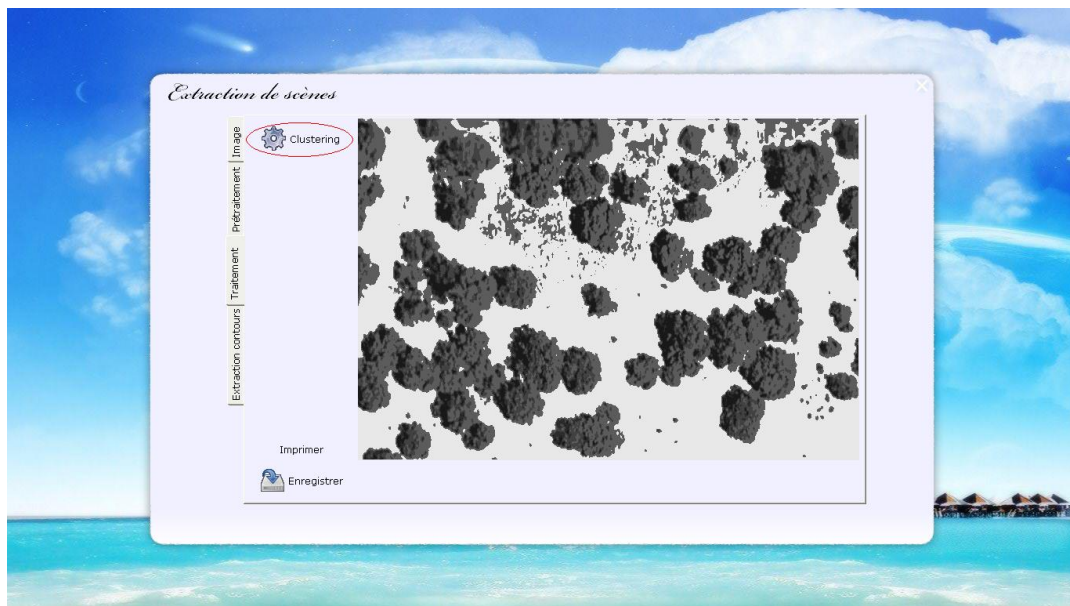 Extraction de scènes
Image
Prétraitement
Traitement
Extraction contours
Clustering
Imprimer
Enregistrer